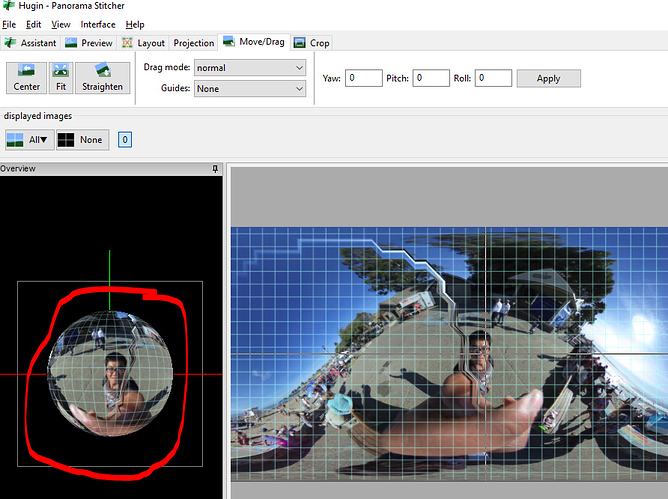 Hugin - Panorama Stitcher
File Edit View Interface Help
Assistant Preview Layout Projection Move/Drag Crop
Center Fit Straighten
Drag mode: normal
Guides: None
Yaw: 0 Pitch: 0 Roll: 0 Apply
displayed images
All None 0
Overview